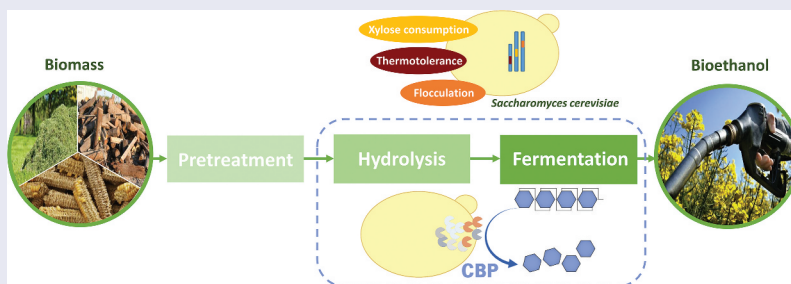 Xylose consumption
Thermotolerance
Flocculation
Saccharomyces cerevisiae
Biomass
Bioethanol
Pretreatment
Hydrolysis
Fermentation
CBP